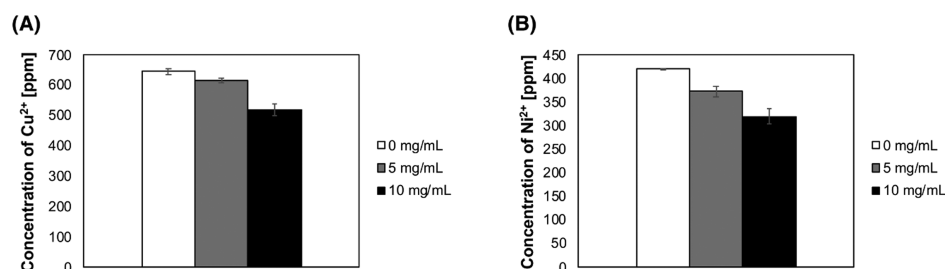 (A)
Concentration of Cu²⁺ [ppm]
700
600
500
400
300
200
100
0
0 mg/mL
5 mg/mL
10 mg/mL
(B)
Concentration of Ni²⁺ [ppm]
450
400
350
300
250
200
150
100
50
0
0 mg/mL
5 mg/mL
10 mg/mL